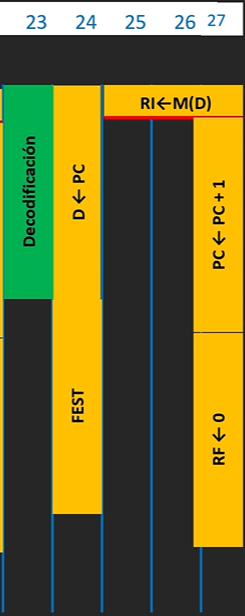 23 24 25 26 27
RI←M(D)
Decodificación
D ← PC
PC ← PC + 1
FEST
RF ← 0